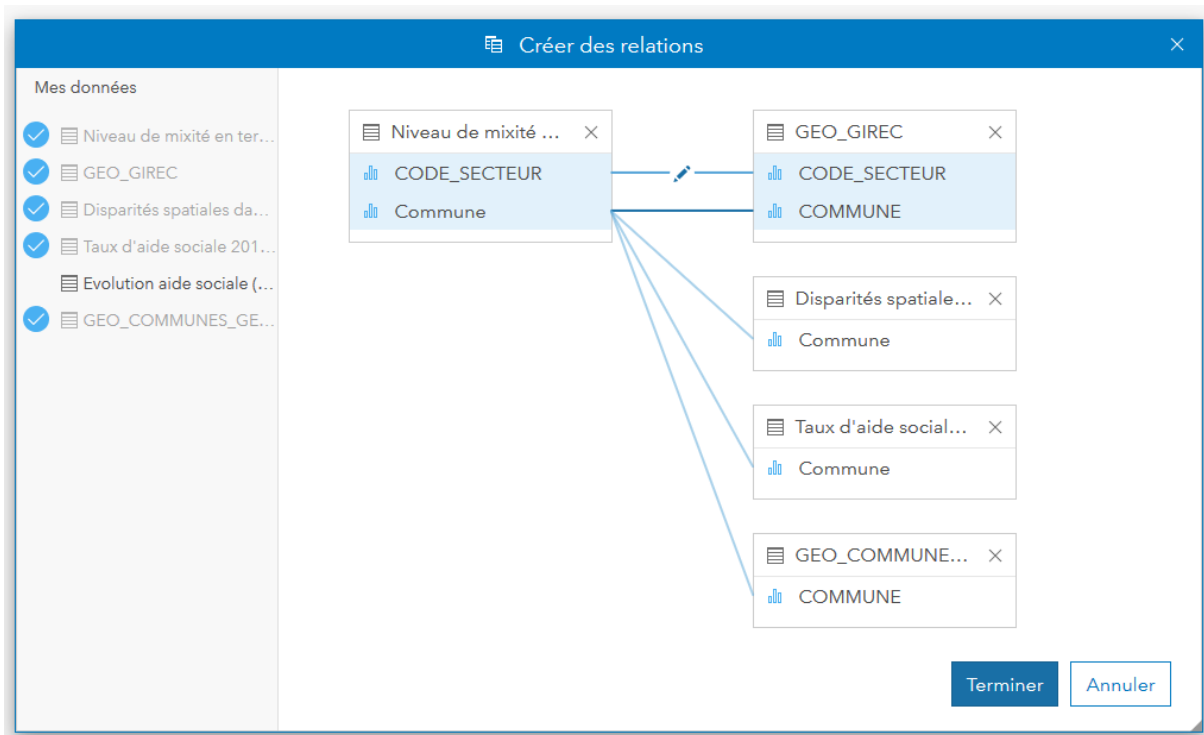 Créer des relations
Mes données
Niveau de mixité en ter...
GEO_GIREC
Disparités spatiales da...
Taux d'aide sociale 201...
Evolution aide sociale (...
GEO_COMMUNES_GE...
Niveau de mixité ...
CODE_SECTEUR
Commune
GEO_GIREC
CODE_SECTEUR
COMMUNE
Disparités spatiale...
Commune
Taux d'aide social...
Commune
GEO_COMMUNE...
COMMUNE
Terminer
Annuler